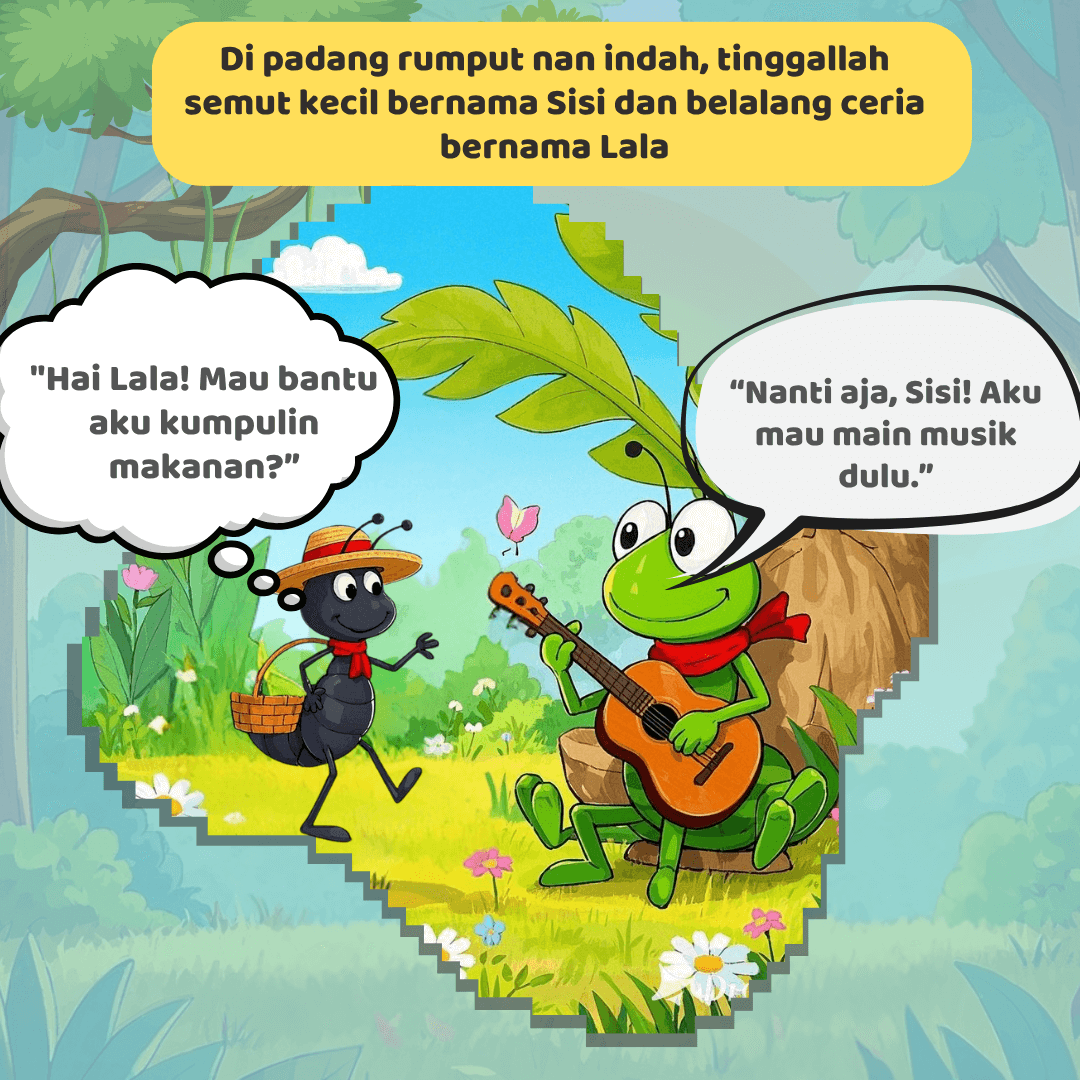 Di padang rumput nan indah, tinggallah
semut kecil bernama Sisi dan belalang ceria
bernama Lala
"Hai Lala! Mau bantu
aku kumpulin
makanan?”
“Nanti aja, Sisi! Aku
mau main musik
dulu.”